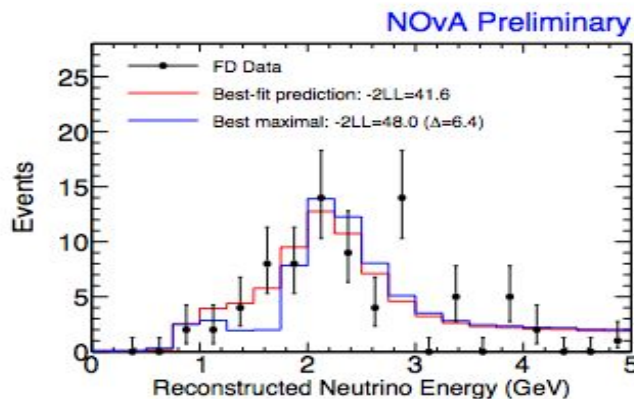 NOvA Preliminary
FD Data
Best-fit prediction: -2LL=41.6
Best maximal: -2LL=48.0 (Δ=6.4)
Events
25
20
15
10
5
0
0 1 2 3 4 5
Reconstructed Neutrino Energy (GeV)